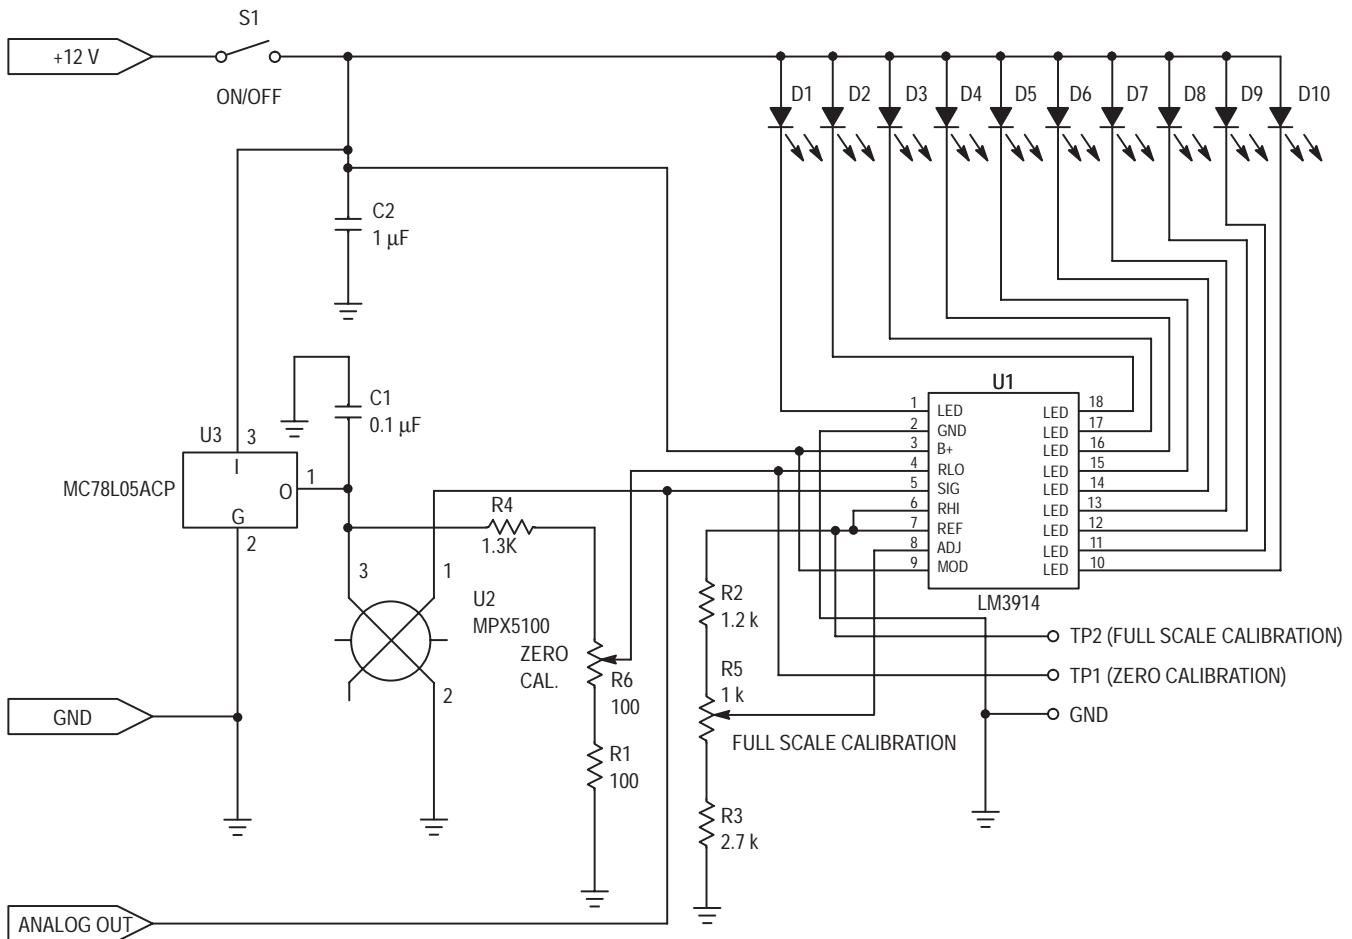 S1
+12 V
ON/OFF
D1 D2 D3 D4 D5 D6 D7 D8 D9 D10
C2
1 μF
C1
0.1 μF
U3
3
I
MC78L05ACP
O
1
G
2
R4
1.3K
3
1
U2
MPX5100
2
ZERO
CAL.
R6
100
R1
100
GND
ANALOG OUT
U1
1 LED LED 18
2 GND LED 17
3 B+ LED 16
4 RLO LED 15
5 SIG LED 14
6 RHI LED 13
7 REF LED 12
8 ADJ LED 11
9 MOD LED 10
LM3914
R2
1.2 k
R5
1 k
FULL SCALE CALIBRATION
R3
2.7 k
TP2 (FULL SCALE CALIBRATION)
TP1 (ZERO CALIBRATION)
GND